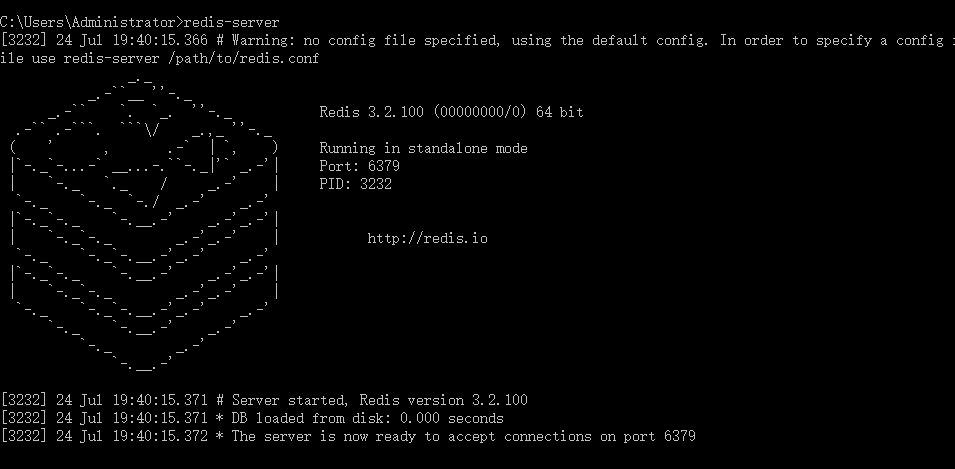 C:\Users\Administrator>redis-server
[3232] 24 Jul 19:40:15.366 # Warning: no config file specified, using the default config. In order to specify a config f
ile use redis-server /path/to/redis.conf
Redis 3.2.100 (00000000/0) 64 bit
Running in standalone mode
Port: 6379
PID: 3232
http://redis.io
[3232] 24 Jul 19:40:15.371 # Server started, Redis version 3.2.100
[3232] 24 Jul 19:40:15.371 * DB loaded from disk: 0.000 seconds
[3232] 24 Jul 19:40:15.372 * The server is now ready to accept connections on port 6379